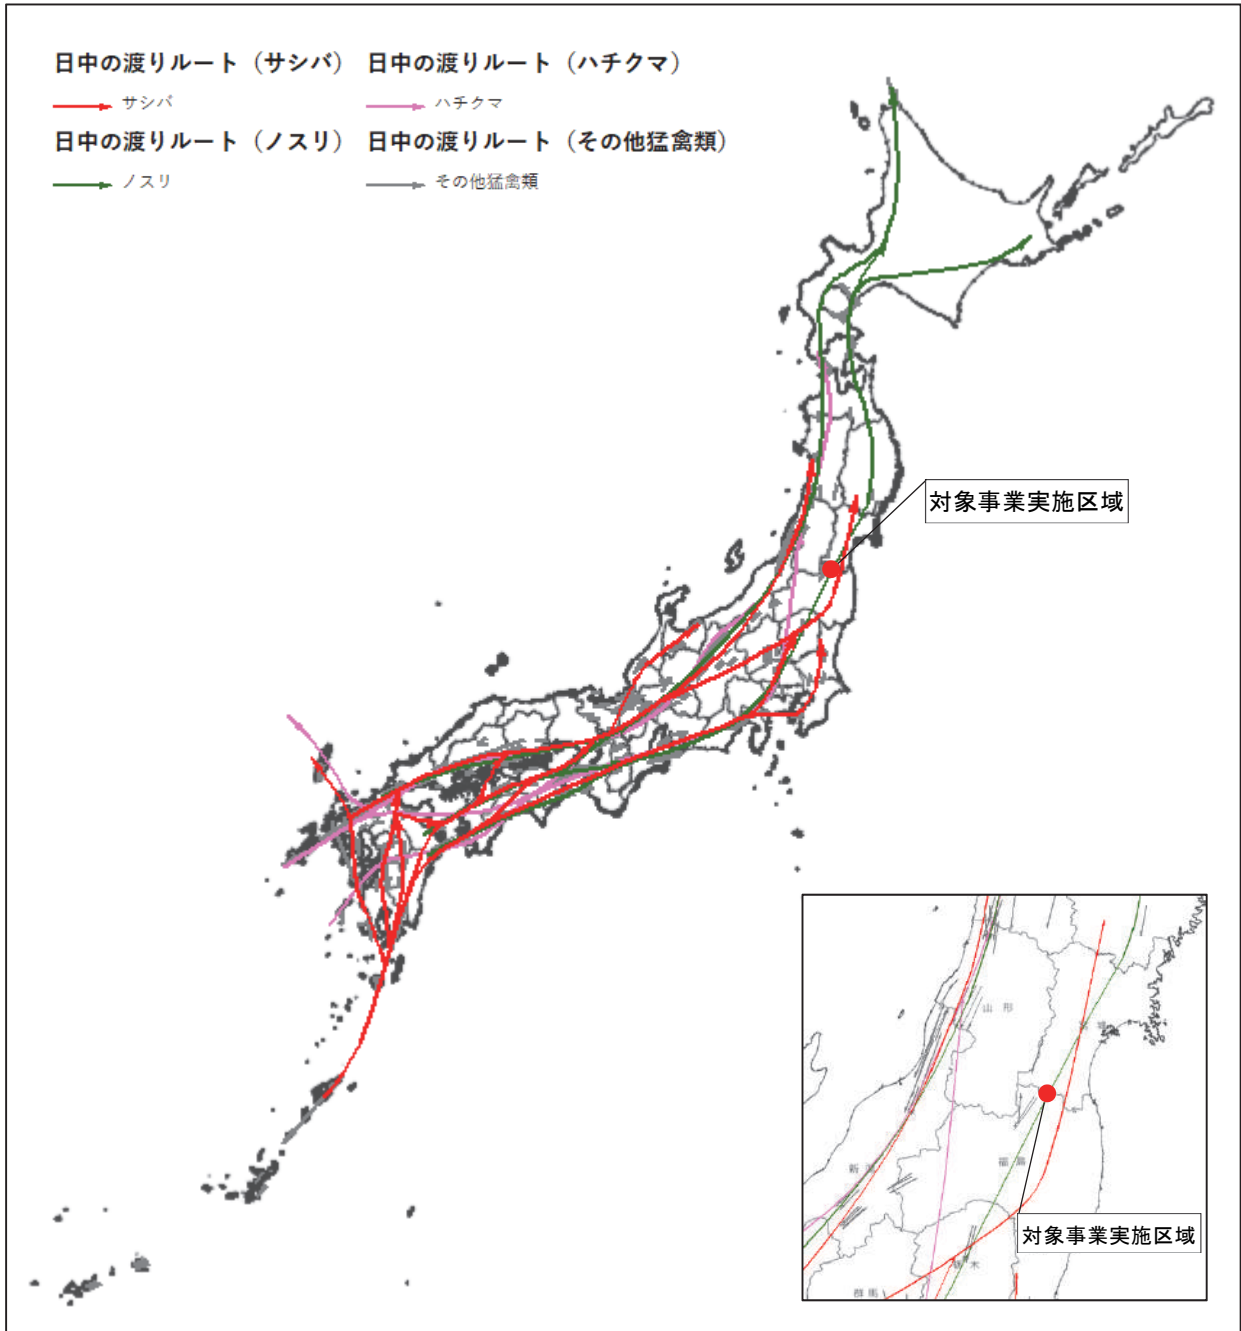 日中の渡りルート（サシバ） 日中の渡りルート（ハチクマ）
サシバ ハチクマ
日中の渡りルート（ノスリ） 日中の渡りルート（その他猛禽類）
ノスリ その他猛禽類
対象事業実施区域
山形
宮城
新潟
福島
対象事業実施区域
栃木
群馬